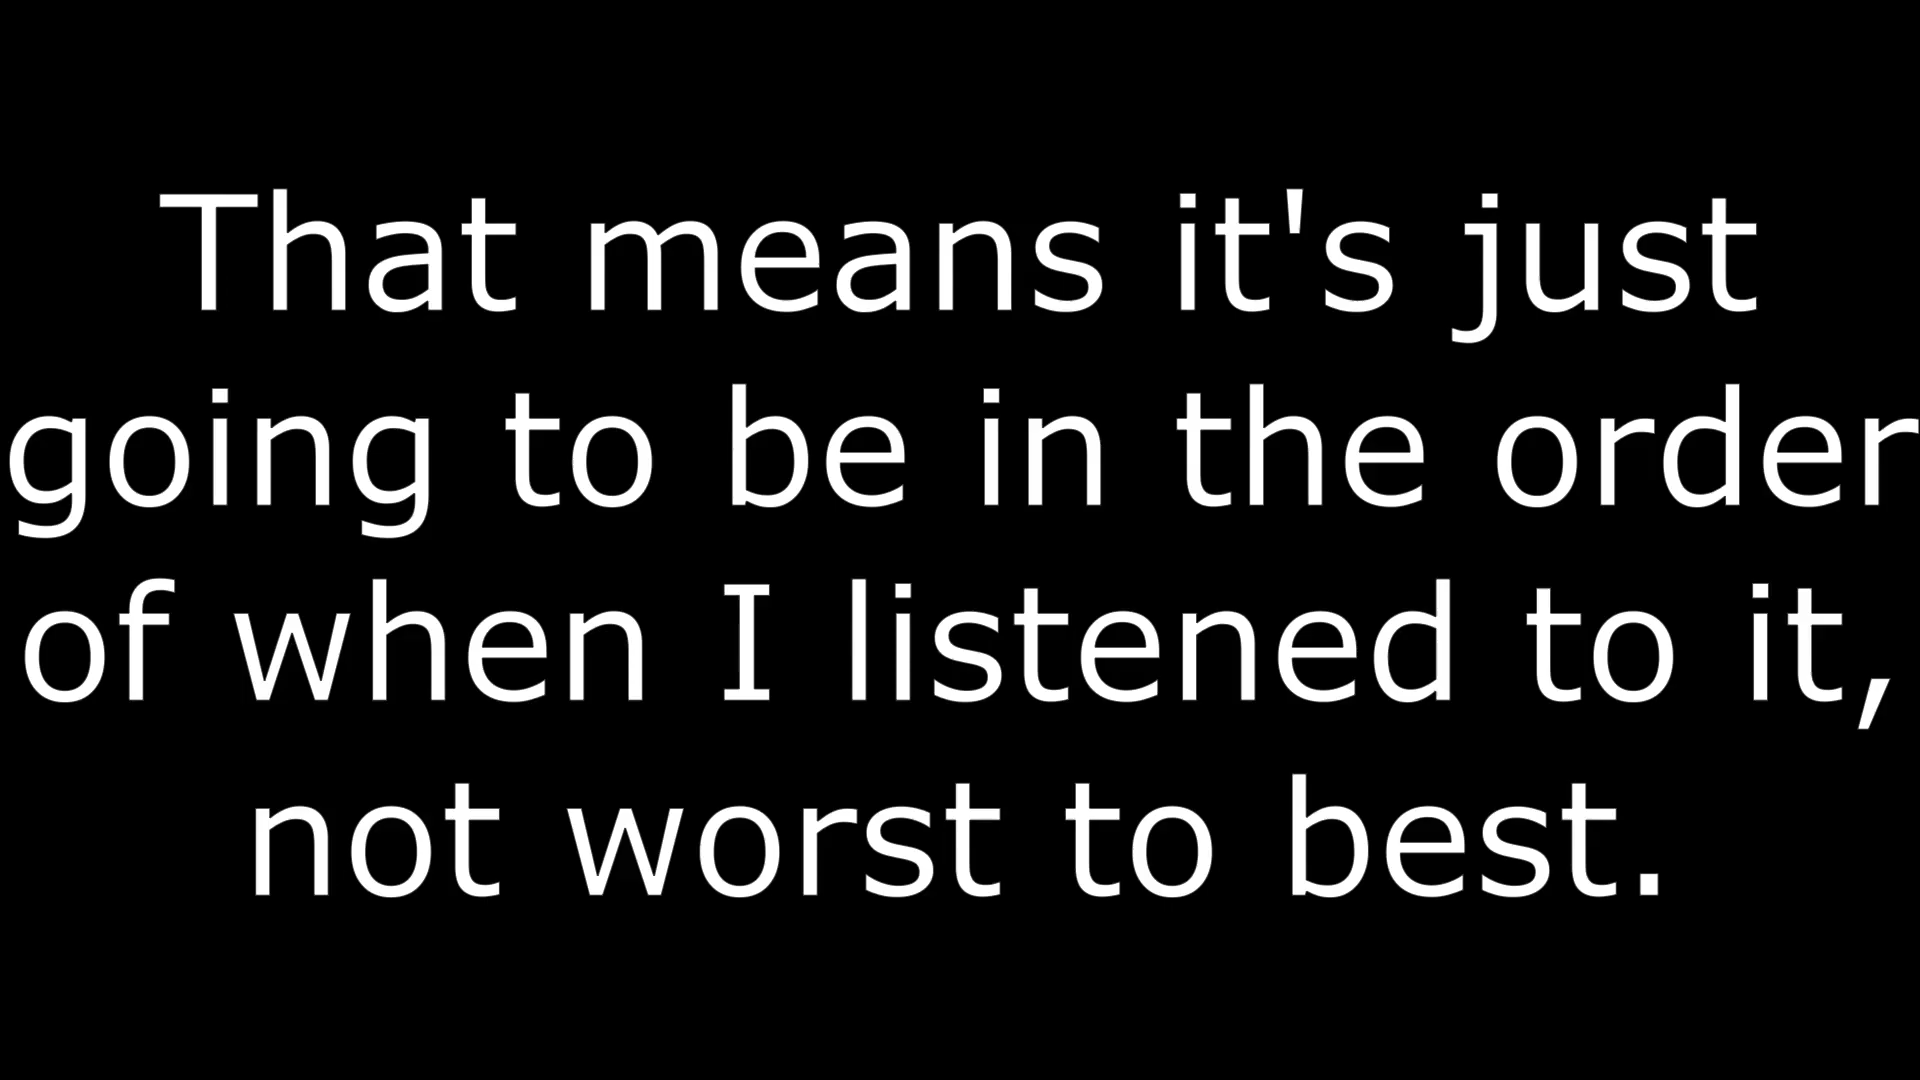 That means it's just
going to be in the order
of when I listened to it,
not worst to best.